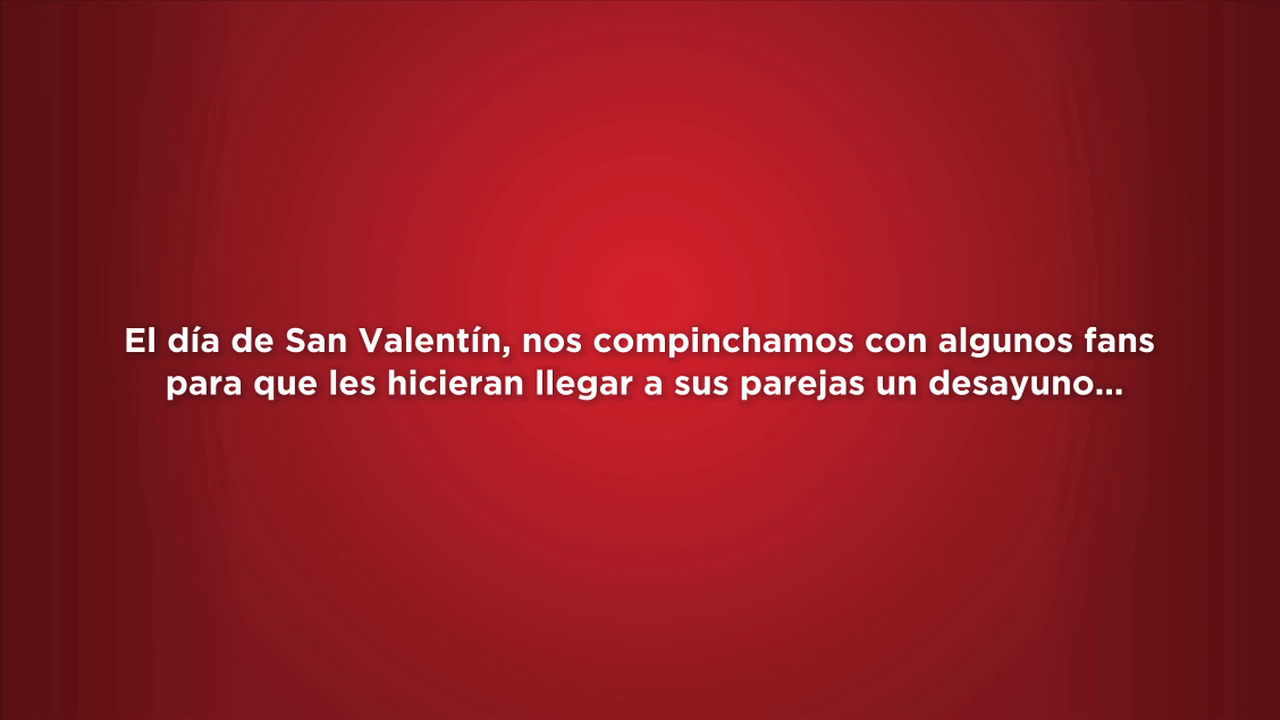 El día de San Valentín, nos compinchamos con algunos fans
para que les hicieran llegar a sus parejas un desayuno...